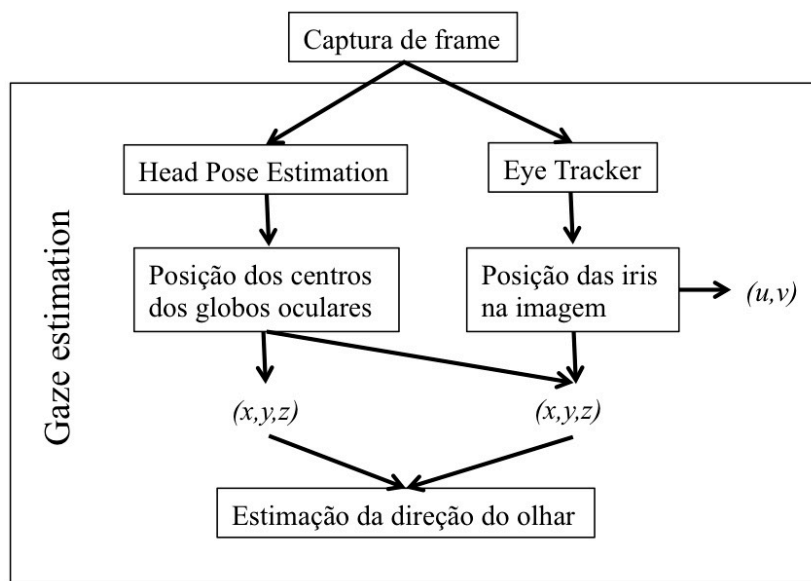 Captura de frame
Gaze estimation
Head Pose Estimation
Eye Tracker
Posição dos centros
dos globos oculares
Posição das iris
na imagem
(u,v)
(x,y,z)
(x,y,z)
Estimação da direção do olhar